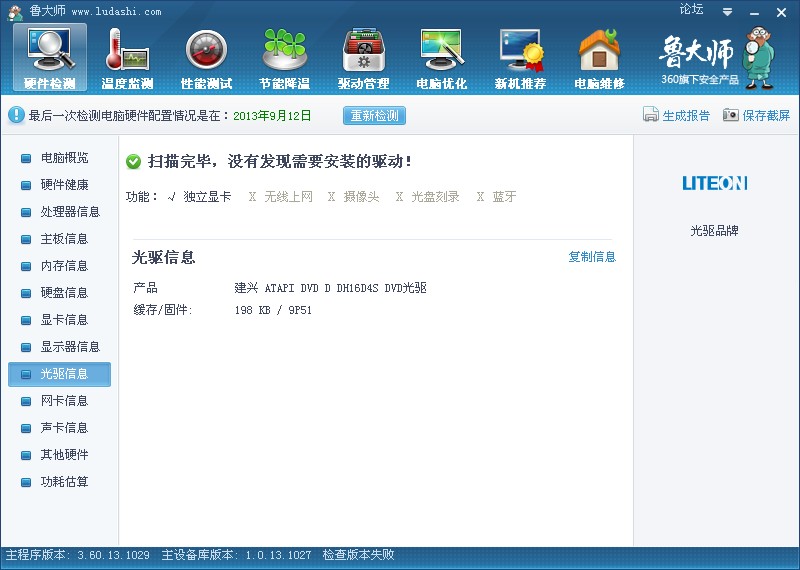 鲁大师 www.ludashi.com 论坛
硬件检测 温度监测 性能测试 节能降温 驱动管理 电脑优化 新机推荐 电脑维修
鲁大师
360旗下安全产品
最后一次检测电脑硬件配置情况是在：2013年9月12日 重新检测 生成报告 保存截屏
电脑概览
硬件健康
处理器信息
主板信息
内存信息
硬盘信息
显卡信息
显示器信息
光驱信息
网卡信息
声卡信息
其他硬件
功耗估算
扫描完毕，没有发现需要安装的驱动！
功能： √ 独立显卡 X 无线上网 X 摄像头 X 光盘刻录 X 蓝牙
光驱信息 复制信息
产品 建兴 ATAPI DVD D DH16D4S DVD光驱
缓存/固件: 198 KB / 9P51
LITEON
光驱品牌
主程序版本: 3.60.13.1029 主设备库版本: 1.0.13.1027 检查版本失败